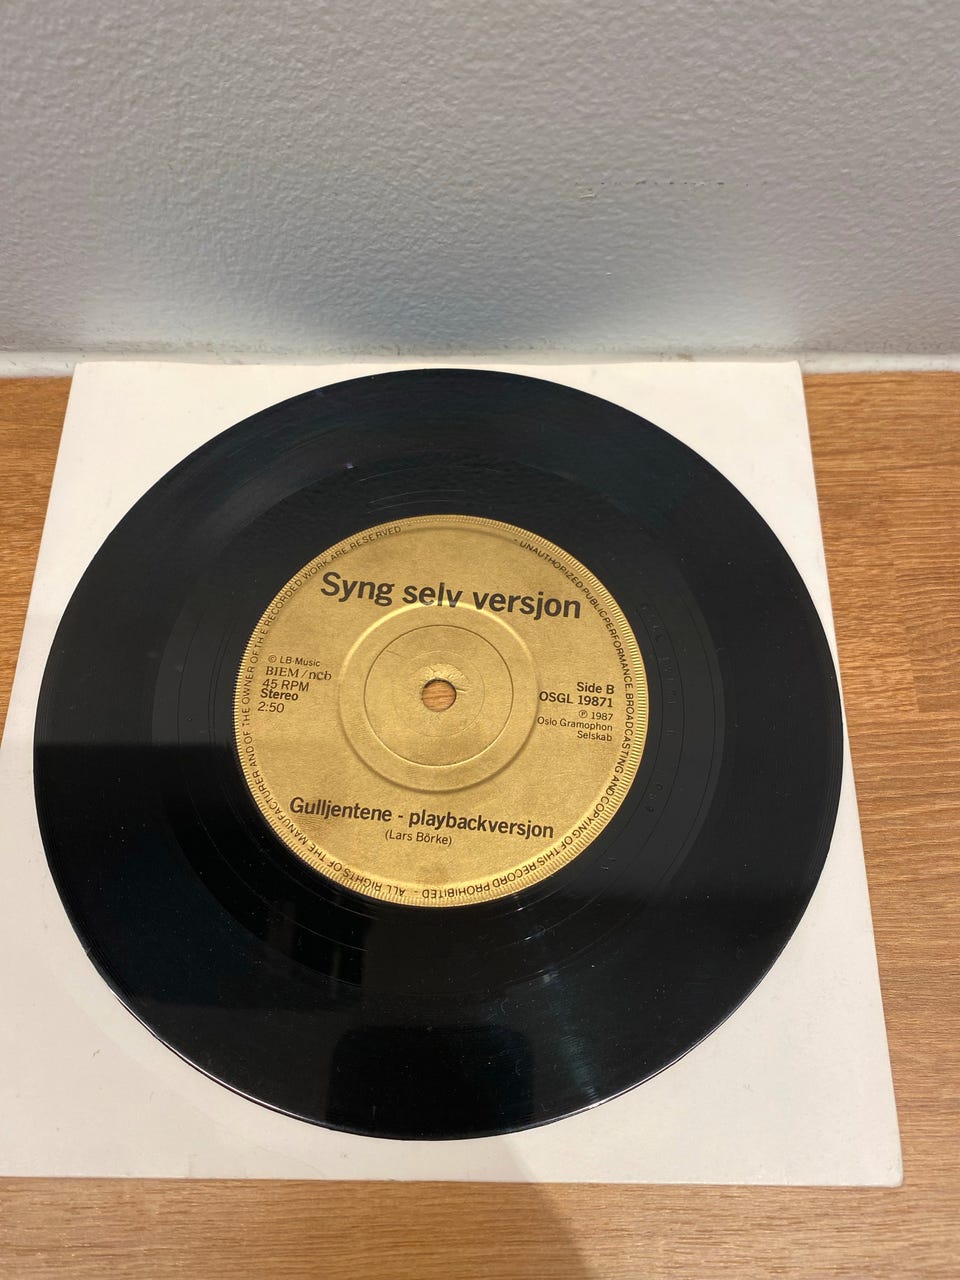 Syng selv versjon
© LB-Music
BIEM/ncb
45 RPM
Stereo
2:50
Side B
OSGL 19871
℗ 1987
Oslo Gramophon
Selskab
Gulljentene - playbackversjon
(Lars Börke)
ALL RIGHTS OF THE MANUFACTURER AND OF THE OWNER OF THE RECORDED WORK ARE RESERVED - UNAUTHORIZED PUBLIC PERFORMANCE. BROADCASTING AND COPYING OF THIS RECORD PROHIBITED -